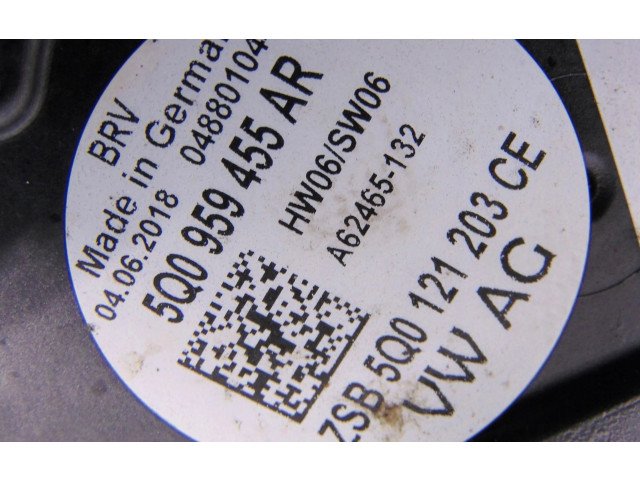 BRV
Made in Germa
04.06.2018 04880104
5Q0 959 455 AR
HW06/SW06
A62465-132
ZSB 5Q0 121 203 CE
VW AG